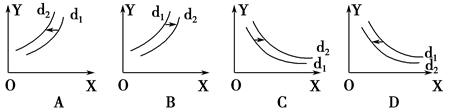 Y d₂ d₁ O X A
Y d₁ d₂ O X B
Y d₂ d₁ O X C
Y d₁ d₂ O X D